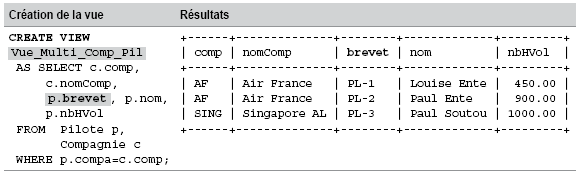 Création de la vue Résultats
CREATE VIEW
Vue_Multi_Comp_Pil
AS SELECT c.comp,
c.nomComp,
p.brevet, p.nom,
p.nbHVol
FROM Pilote p,
Compagnie c
WHERE p.compa=c.comp;
+------+--------------+--------+-------------+---------+
| comp | nomComp | brevet | nom | nbHVol |
+------+--------------+--------+-------------+---------+
| AF | Air France | PL-1 | Louise Ente | 450.00 |
| AF | Air France | PL-2 | Paul Ente | 900.00 |
| SING | Singapore AL | PL-3 | Paul Soutou | 1000.00 |
+------+--------------+--------+-------------+---------+